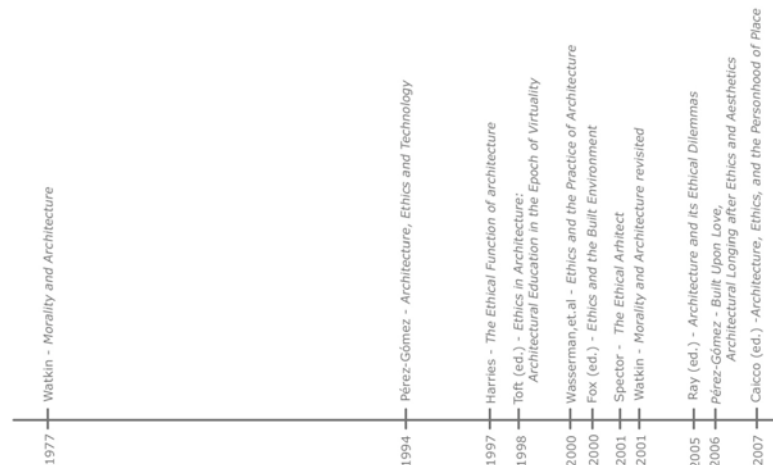 Watkin - Morality and Architecture
Pérez-Gómez - Architecture, Ethics and Technology
Harries - The Ethical Function of architecture
Toft (ed.) - Ethics in Architecture:
Architectural Education in the Epoch of Virtuality
Wasserman,et.al - Ethics and the Practice of Architecture
Fox (ed.) - Ethics and the Built Environment
Spector - The Ethical Arhitect
Watkin - Morality and Architecture revisited
Ray (ed.) - Architecture and its Ethical Dilemmas
Pérez-Gómez - Built Upon Love,
Architectural Longing after Ethics and Aesthetics
Caicco (ed.) -Architecture, Ethics, and the Personhood of Place
1977
1994
1997
1998
2000
2000
2001
2001
2005
2006
2007